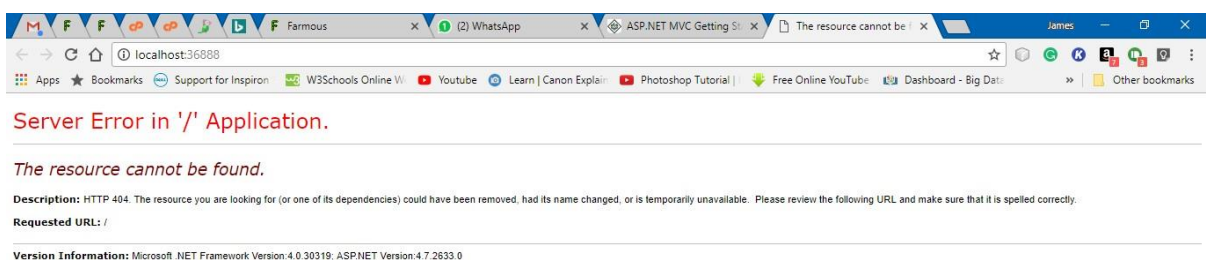 Farmous
(2) WhatsApp
ASP.NET MVC Getting St
The resource cannot be f
James
localhost:36888
Apps
Bookmarks
Support for Inspiron
W3Schools Online W
Youtube
Learn | Canon Explain
Photoshop Tutorial |
Free Online YouTube
Dashboard - Big Data
»
Other bookmarks
Server Error in '/' Application.
The resource cannot be found.
Description: HTTP 404. The resource you are looking for (or one of its dependencies) could have been removed, had its name changed, or is temporarily unavailable.  Please review the following URL and make sure that it is spelled correctly.
Requested URL: /
Version Information: Microsoft .NET Framework Version:4.0.30319; ASP.NET Version:4.7.2633.0